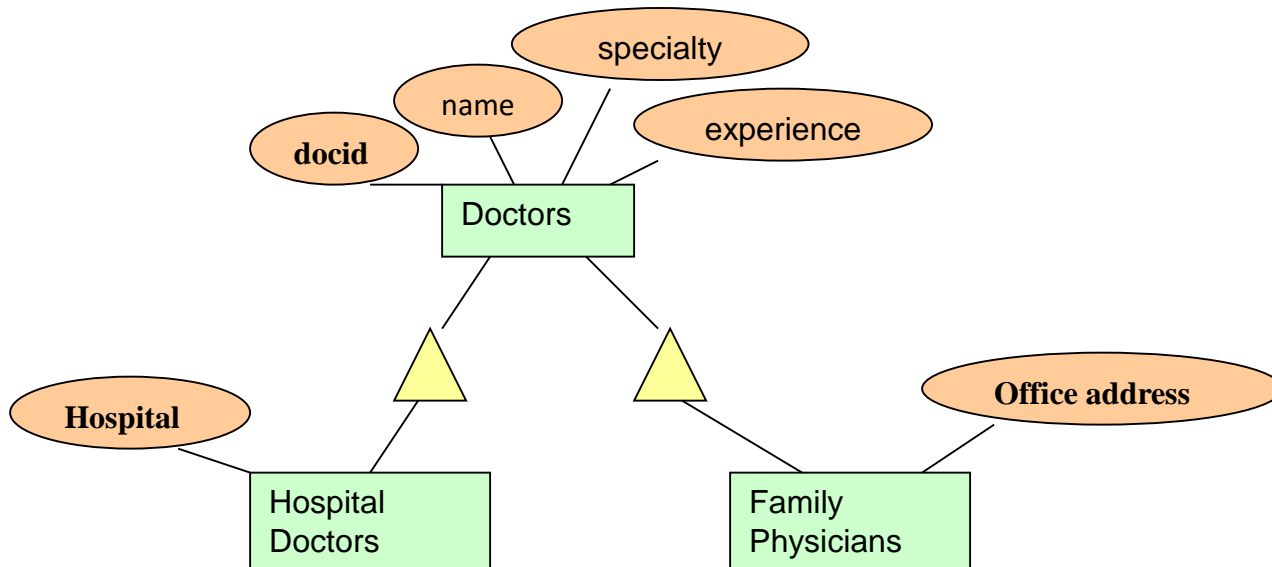 specialty
name
experience
docid
Doctors
Hospital
Office address
Hospital
Doctors
Family
Physicians